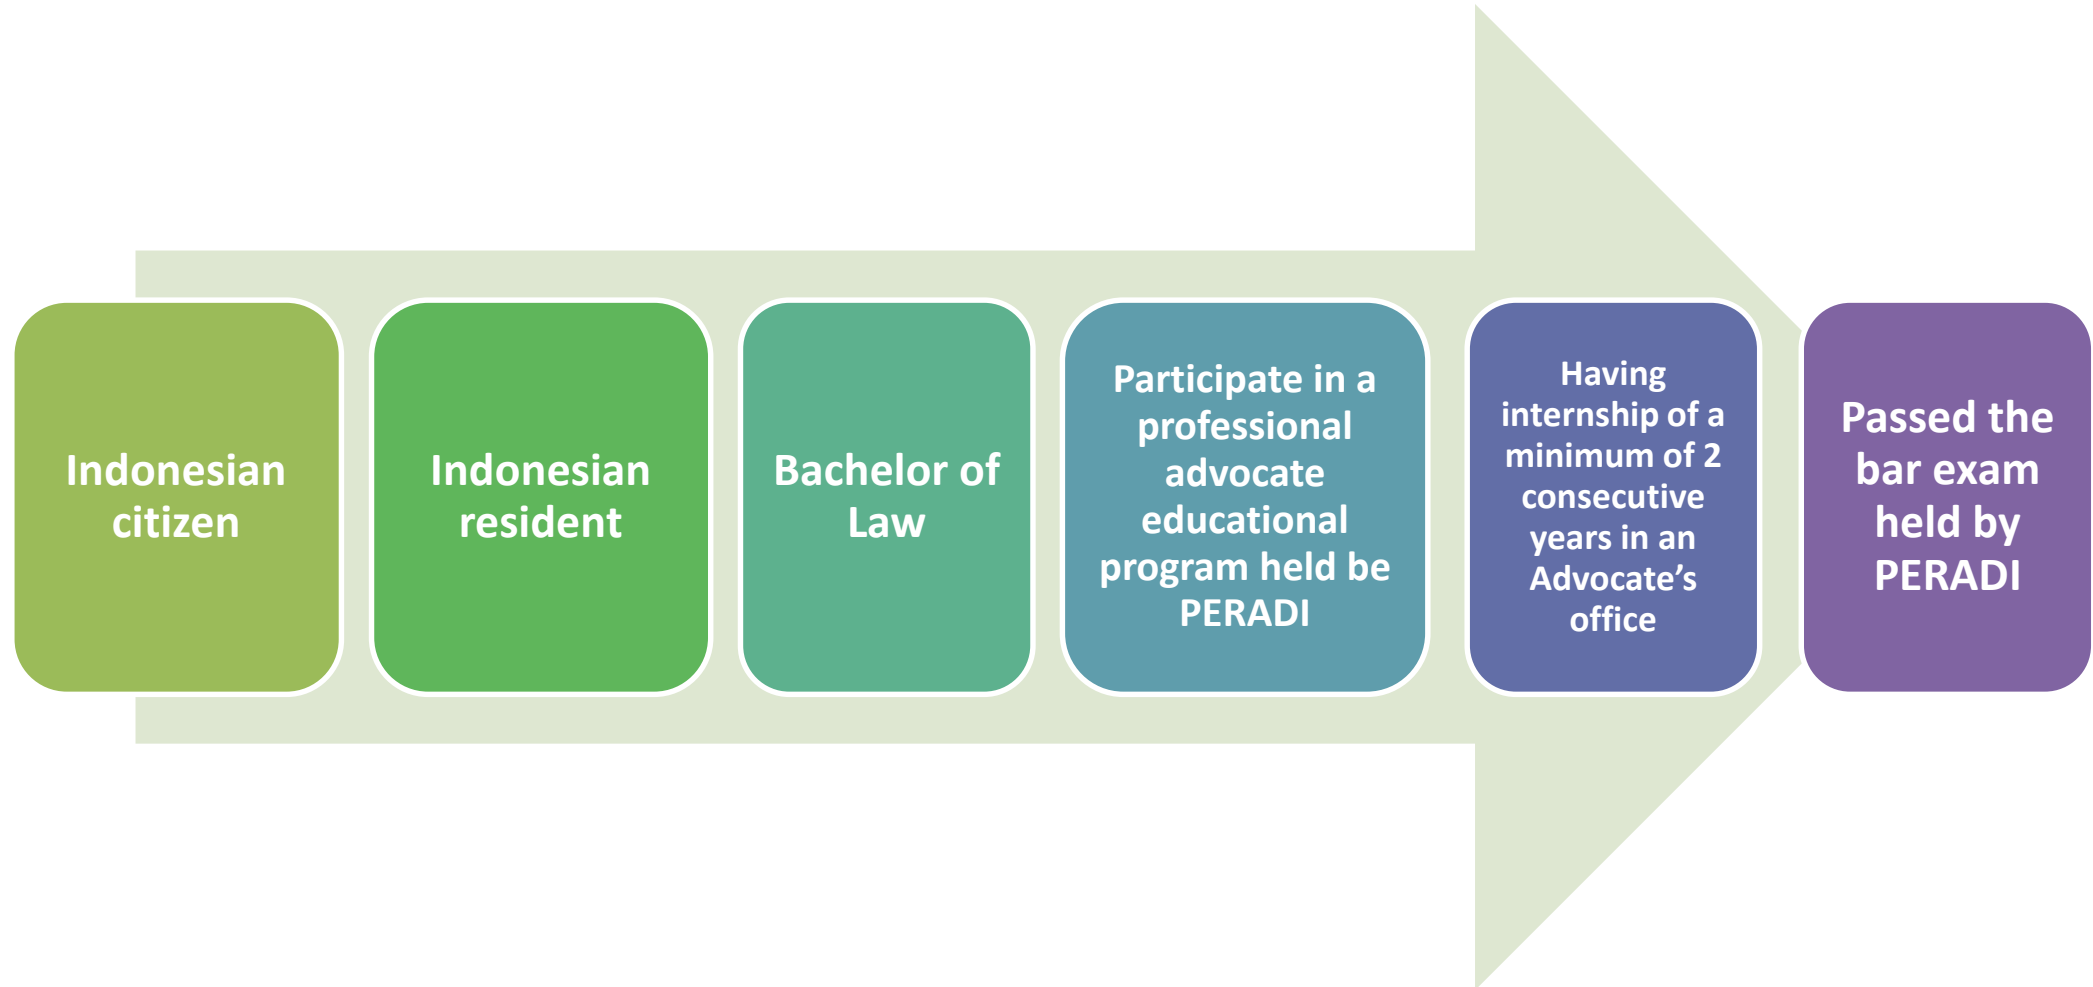 Indonesian
citizen
Indonesian
resident
Bachelor of
Law
Participate in a
professional
advocate
educational
program held be
PERADI
Having
internship of a
minimum of 2
consecutive
years in an
Advocate’s
office
Passed the
bar exam
held by
PERADI